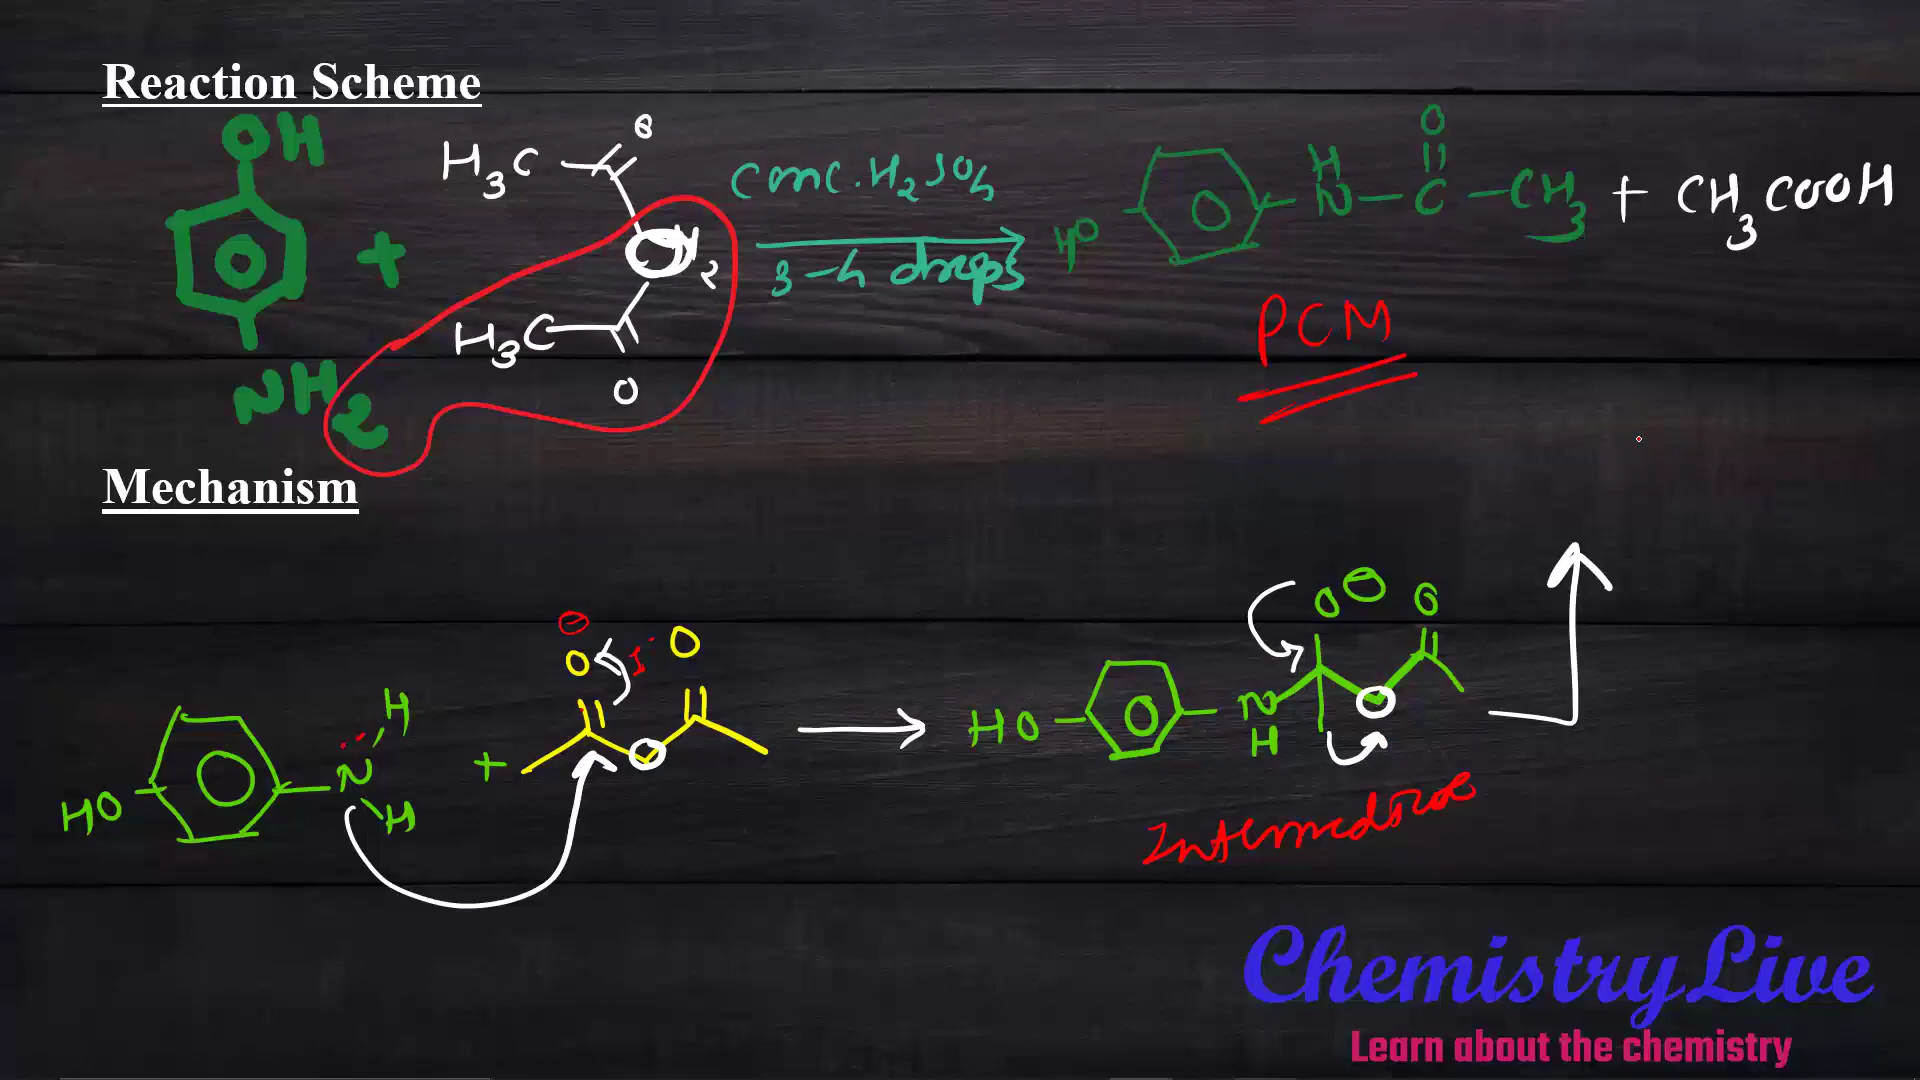 Reaction Scheme
OH
+
NH2
H3C
O
H3C
O
Conc. H2SO4
3-4 drops
HO
H
N
C
O
CH3 + CH3COOH
PCM
Mechanism
HO
N
H
H
+
O
O
HO
N
H
O
O
Intermediate
ChemistryLive
Learn about the chemistry